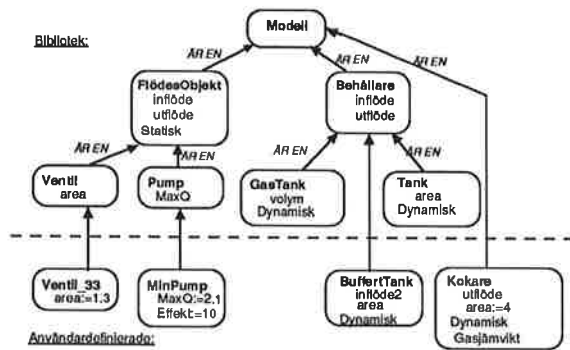 Bibliotek:
Modell
ÄR EN
ÄR EN
ÄR EN
FlödesObjekt
inflöde
utflöde
Statisk
Behållare
inflöde
utflöde
ÄR EN
ÄR EN
ÄR EN
ÄR EN
Ventil
area
Pump
MaxQ
GasTank
volym
Dynamisk
Tank
area
Dynamisk
Ventil_33
area:=1.3
MinPump
MaxQ:=2.1
Effekt:=10
BuffertTank
inflöde2
area
Dynamisk
Kokare
utflöde
area:=4
Dynamisk
Gasjämvikt
Användardefinierade: